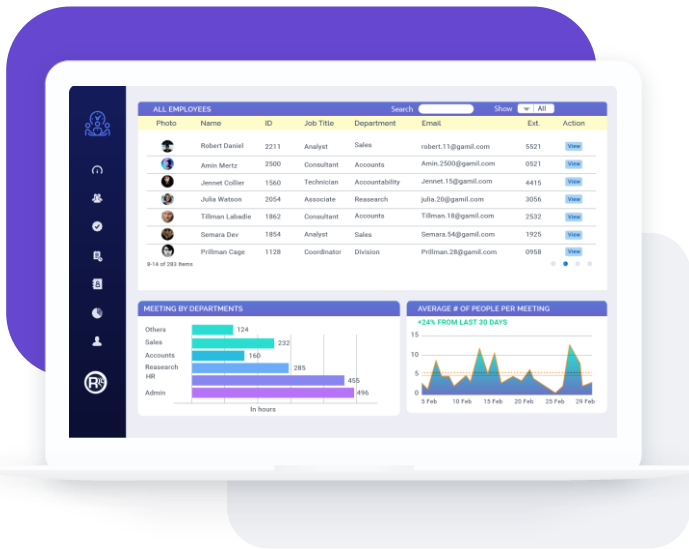 ALL EMPLOYEES Search Show All
Photo Name ID Job Title Department Email Ext. Action
Robert Daniel 2211 Analyst Sales robert.11@gamil.com 5521 View
Amin Mertz 2500 Consultant Accounts Amin.2500@gamil.com 0521 View
Jennet Collier 1560 Technician Accountability Jennet.15@gamil.com 4415 View
Julia Watson 2054 Associate Reasearch julia.20@gamil.com 3056 View
Tillman Labadie 1862 Consultant Accounts Tillman.18@gamil.com 2532 View
Semara Dev 1854 Analyst Sales Semara.54@gamil.com 1925 View
Prillman Cage 1128 Coordinator Division Prillman.28@gamil.com 0958 View
8-14 of 283 Items
MEETING BY DEPARTMENTS
Others 124
Sales 232
Accounts 160
Reasearch 285
HR 455
Admin 496
In hours
AVERAGE # OF PEOPLE PER MEETING
+24% FROM LAST 30 DAYS
15
10
5
0
5 Feb 10 Feb 15 Feb 20 Feb 25 Feb 29 Feb